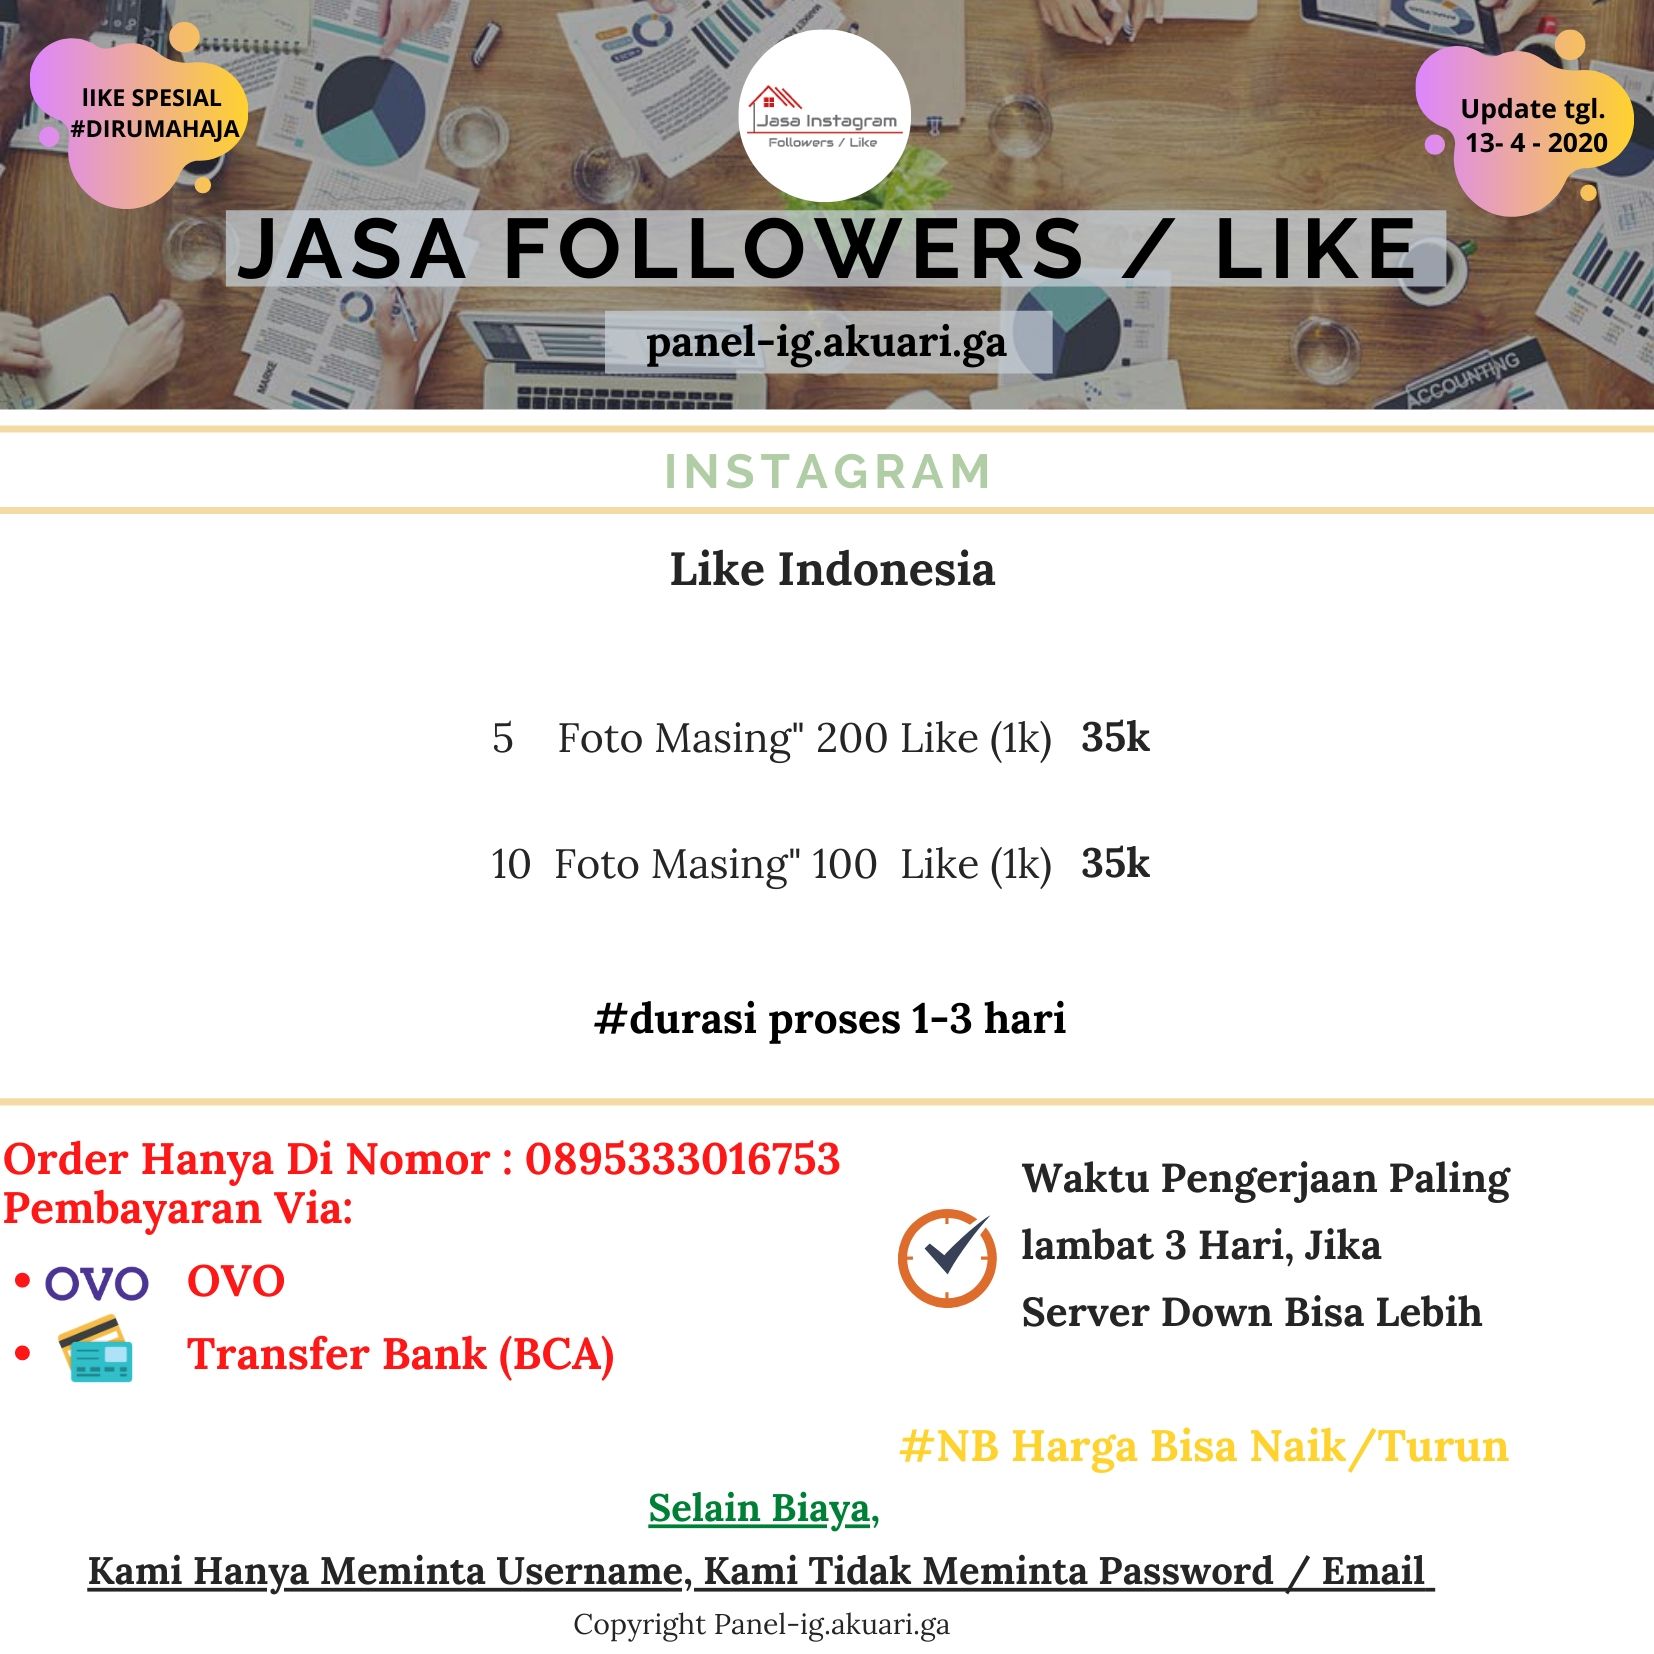 lIKE SPESIAL
#DIRUMAHAJA
Jasa Instagram
Followers / Like
Update tgl.
13- 4 - 2020
JASA FOLLOWERS / LIKE
panel-ig.akuari.ga
MARKE
ACCOUNTING
INSTAGRAM
Like Indonesia
5 Foto Masing" 200 Like (1k) 35k
10 Foto Masing" 100 Like (1k) 35k
#durasi proses 1-3 hari
Order Hanya Di Nomor : 0895333016753
Pembayaran Via:
• OVO OVO
• Transfer Bank (BCA)
Waktu Pengerjaan Paling
lambat 3 Hari, Jika
Server Down Bisa Lebih
#NB Harga Bisa Naik/Turun
Selain Biaya,
Kami Hanya Meminta Username, Kami Tidak Meminta Password / Email
Copyright Panel-ig.akuari.ga